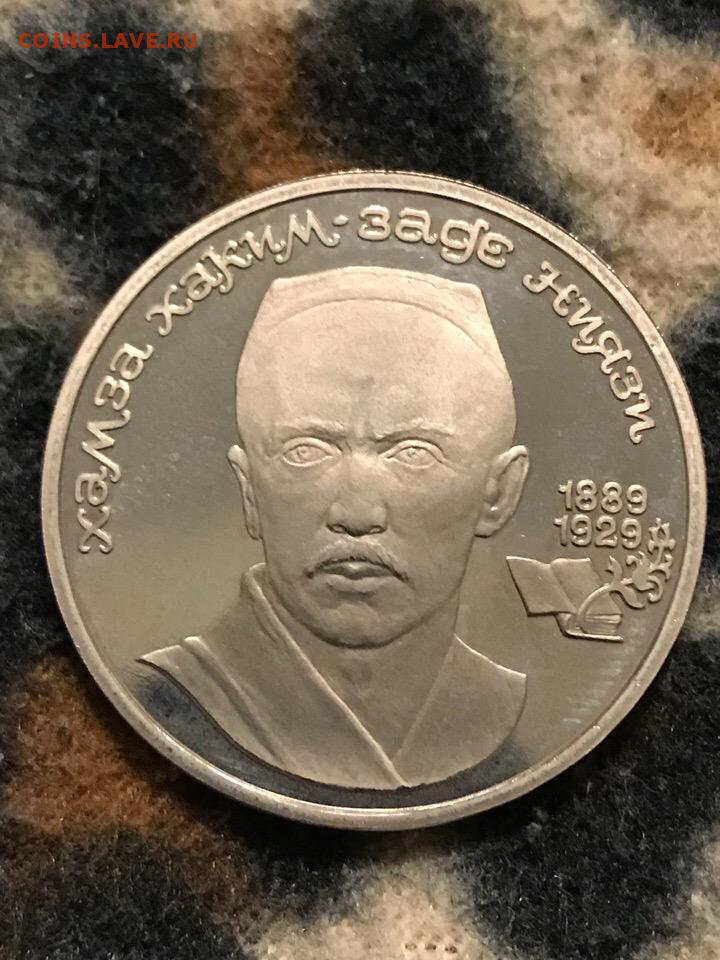 COINS.LAVE.RU
хамза хаким-заде ниязи
1889
1929